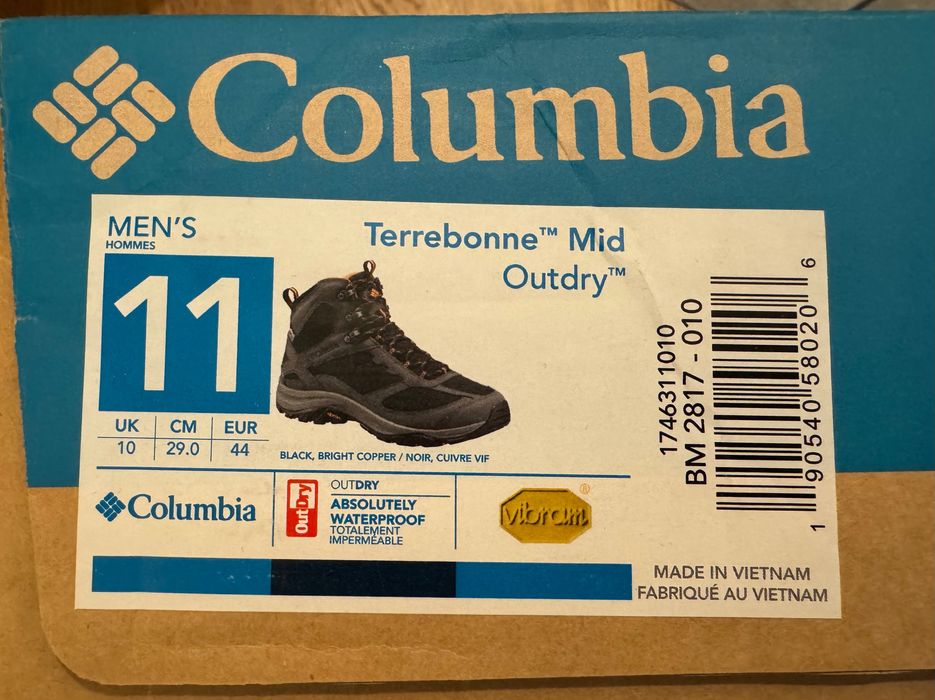 Columbia
MEN'S
HOMMES
11
UK CM EUR
10 29.0 44
Terrebonne™ Mid
Outdry™
BLACK, BRIGHT COPPER / NOIR, CUIVRE VIF
Columbia
OutDry
OUTDRY
ABSOLUTELY
WATERPROOF
TOTALEMENT
IMPERMÉABLE
vibram®
1746311010
BM 2817 - 010
1 90540 58020 6
MADE IN VIETNAM
FABRIQUÉ AU VIETNAM